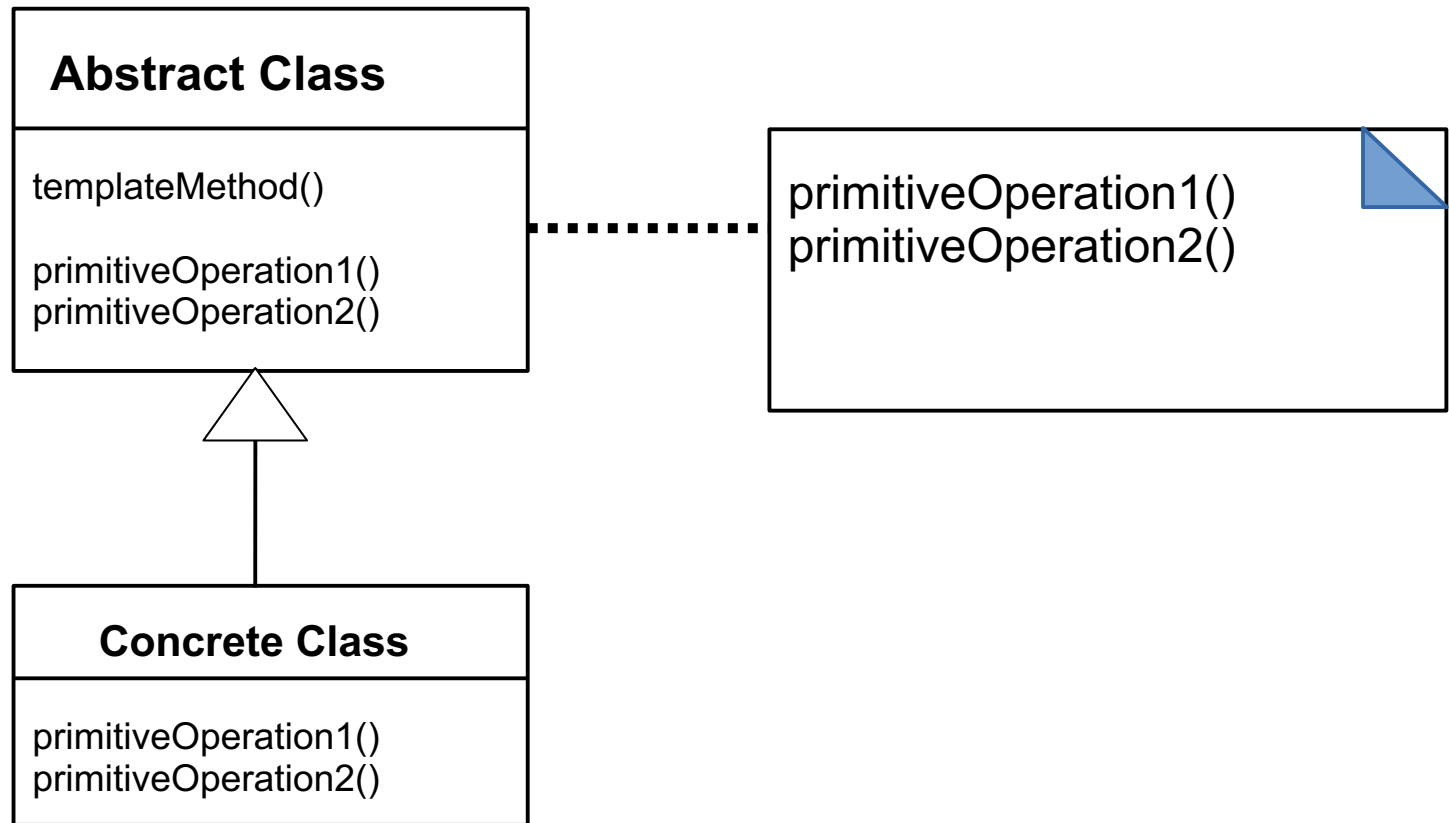 Abstract Class
templateMethod()
primitiveOperation1()
primitiveOperation2()
primitiveOperation1()
primitiveOperation2()
Concrete Class
primitiveOperation1()
primitiveOperation2()